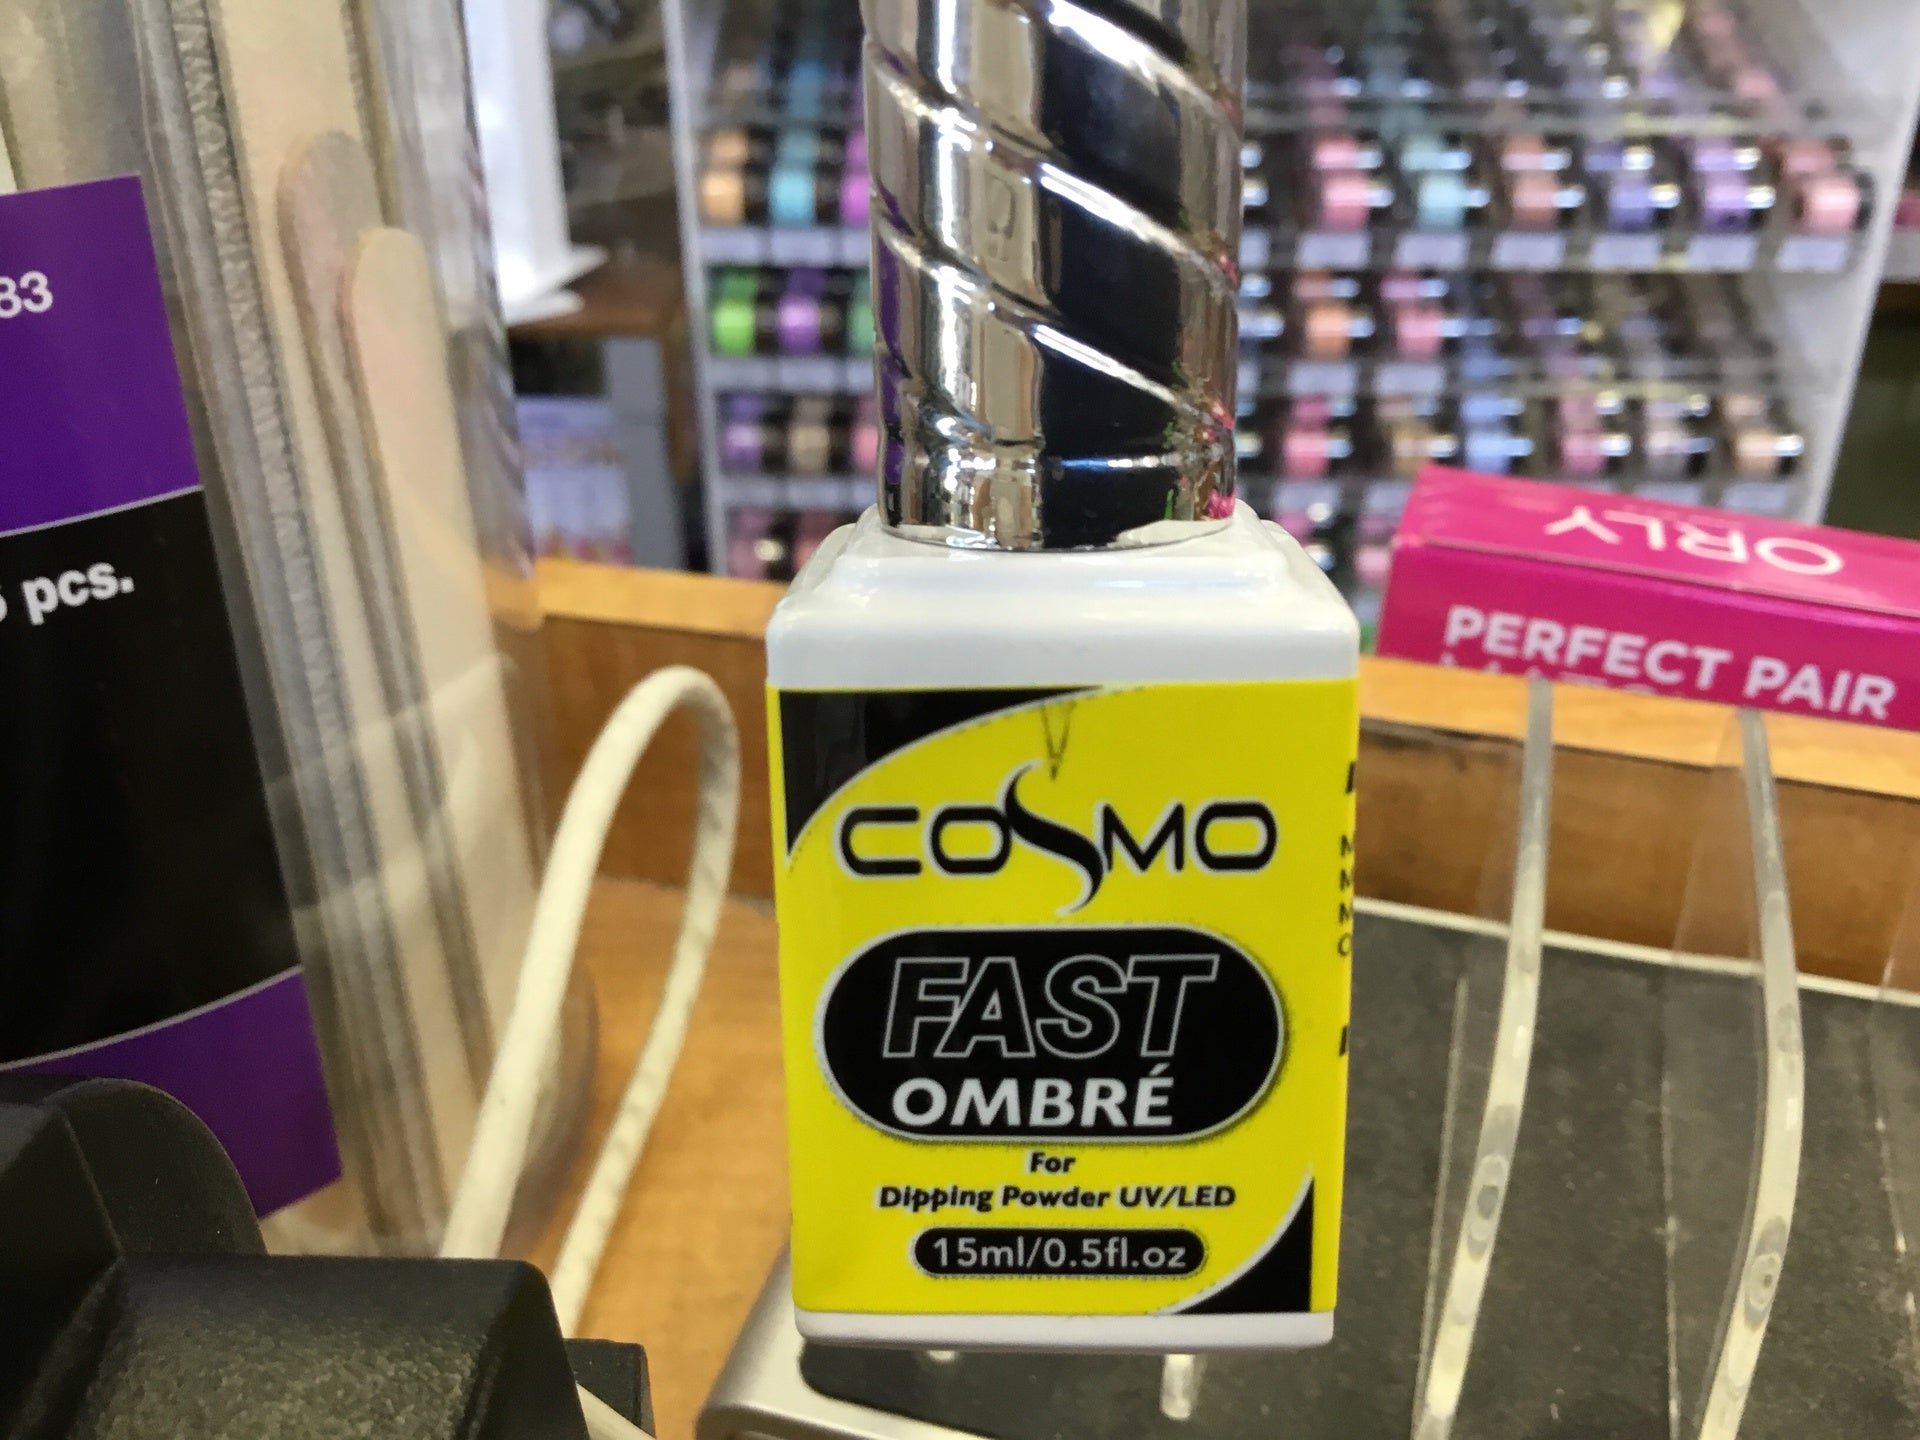 83
pcs.
ORLY
PERFECT PAIR
COSMO
FAST
OMBRÉ
For
Dipping Powder UV/LED
15ml/0.5fl.oz